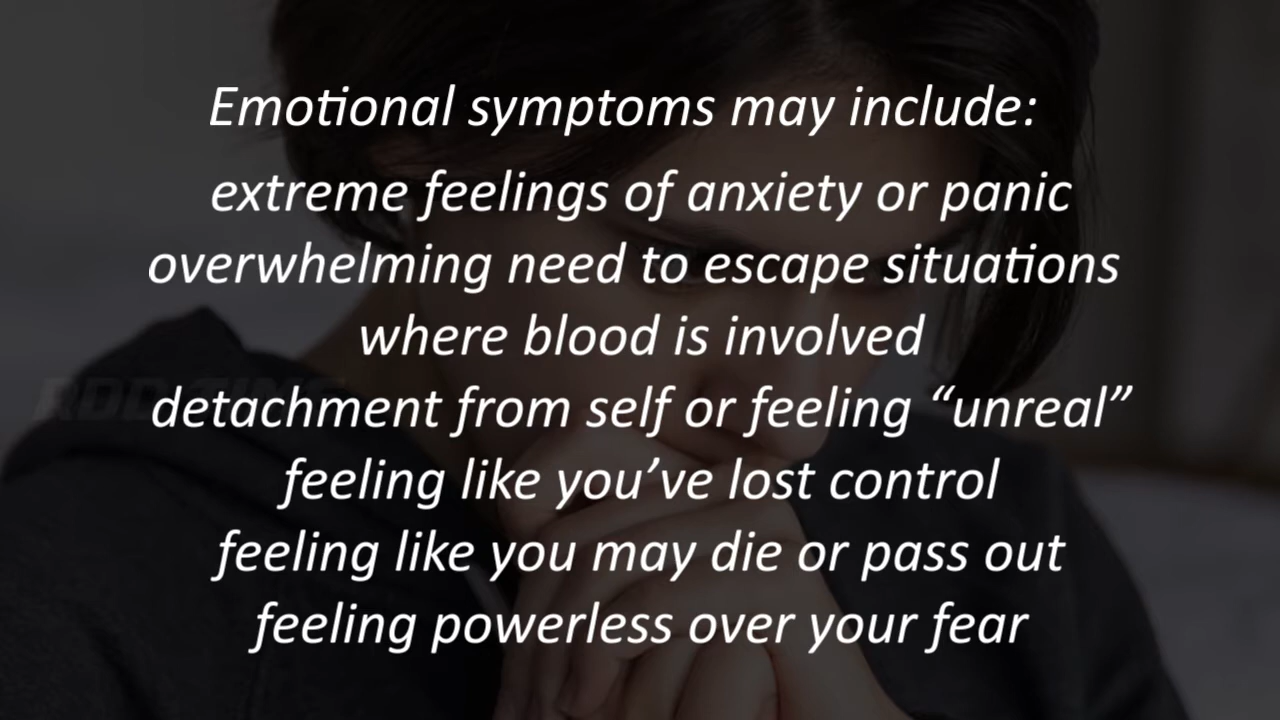 Emotional symptoms may include:
extreme feelings of anxiety or panic
overwhelming need to escape situations
where blood is involved
detachment from self or feeling “unreal”
feeling like you’ve lost control
feeling like you may die or pass out
feeling powerless over your fear